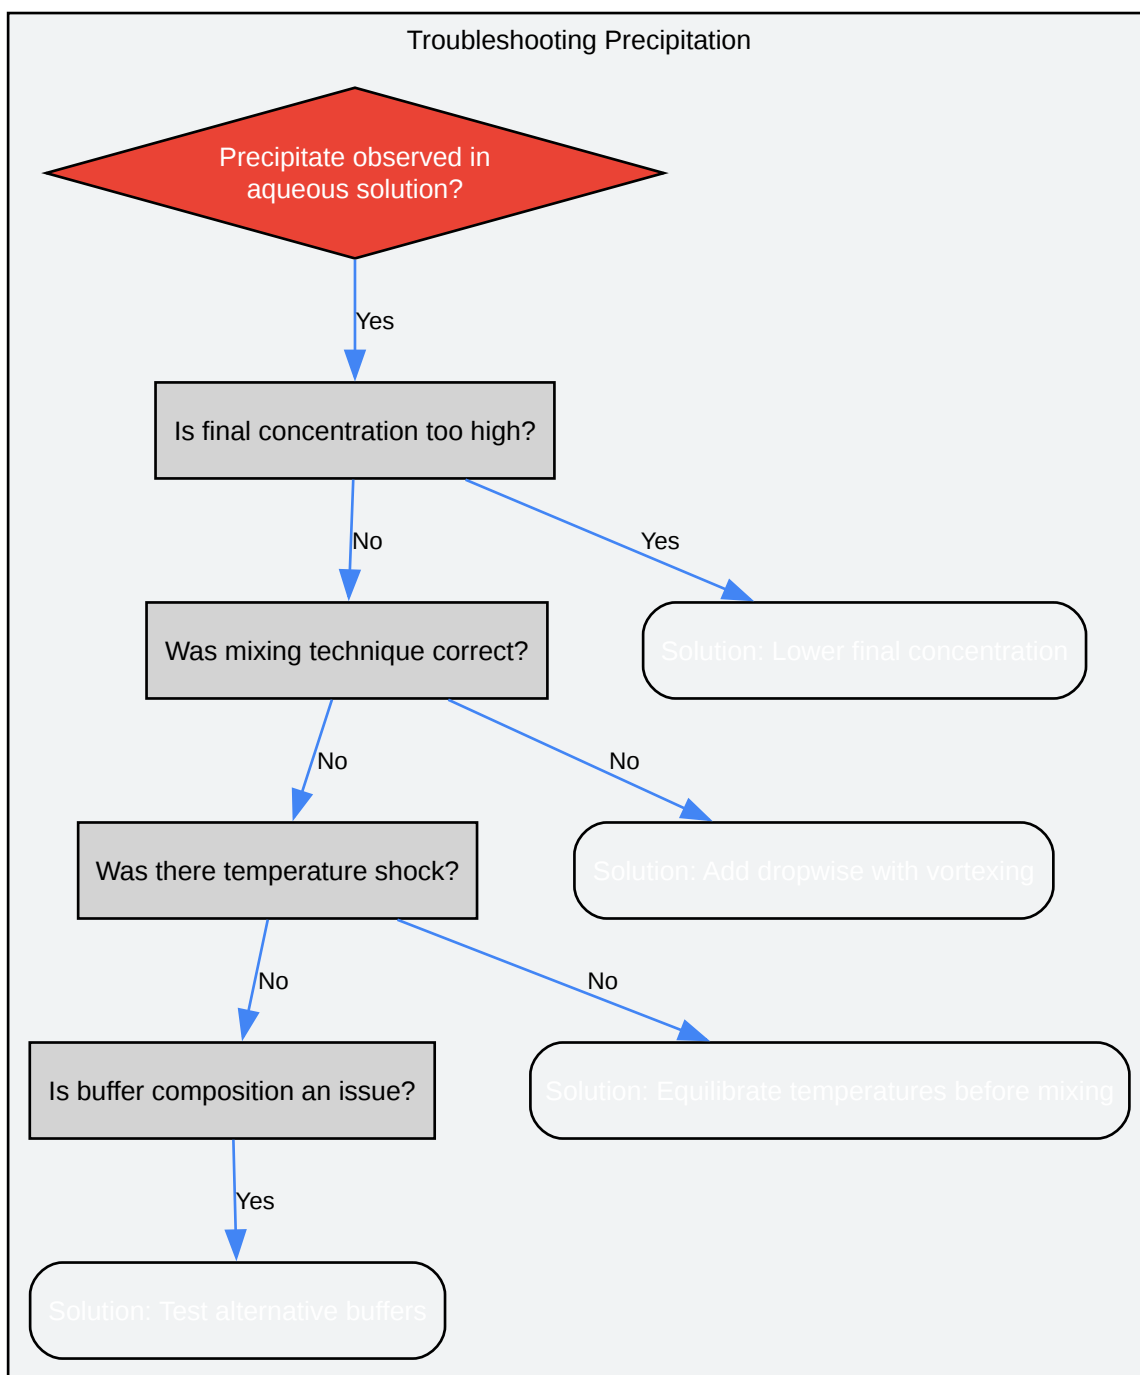 Troubleshooting Precipitation
Precipitate observed in
aqueous solution?
Yes
Is final concentration too high?
No
Yes
Was mixing technique correct?
Solution: Lower final concentration
No
No
Was there temperature shock?
Solution: Add dropwise with vortexing
No
No
Is buffer composition an issue?
Solution: Equilibrate temperatures before mixing
Yes
Solution: Test alternative buffers